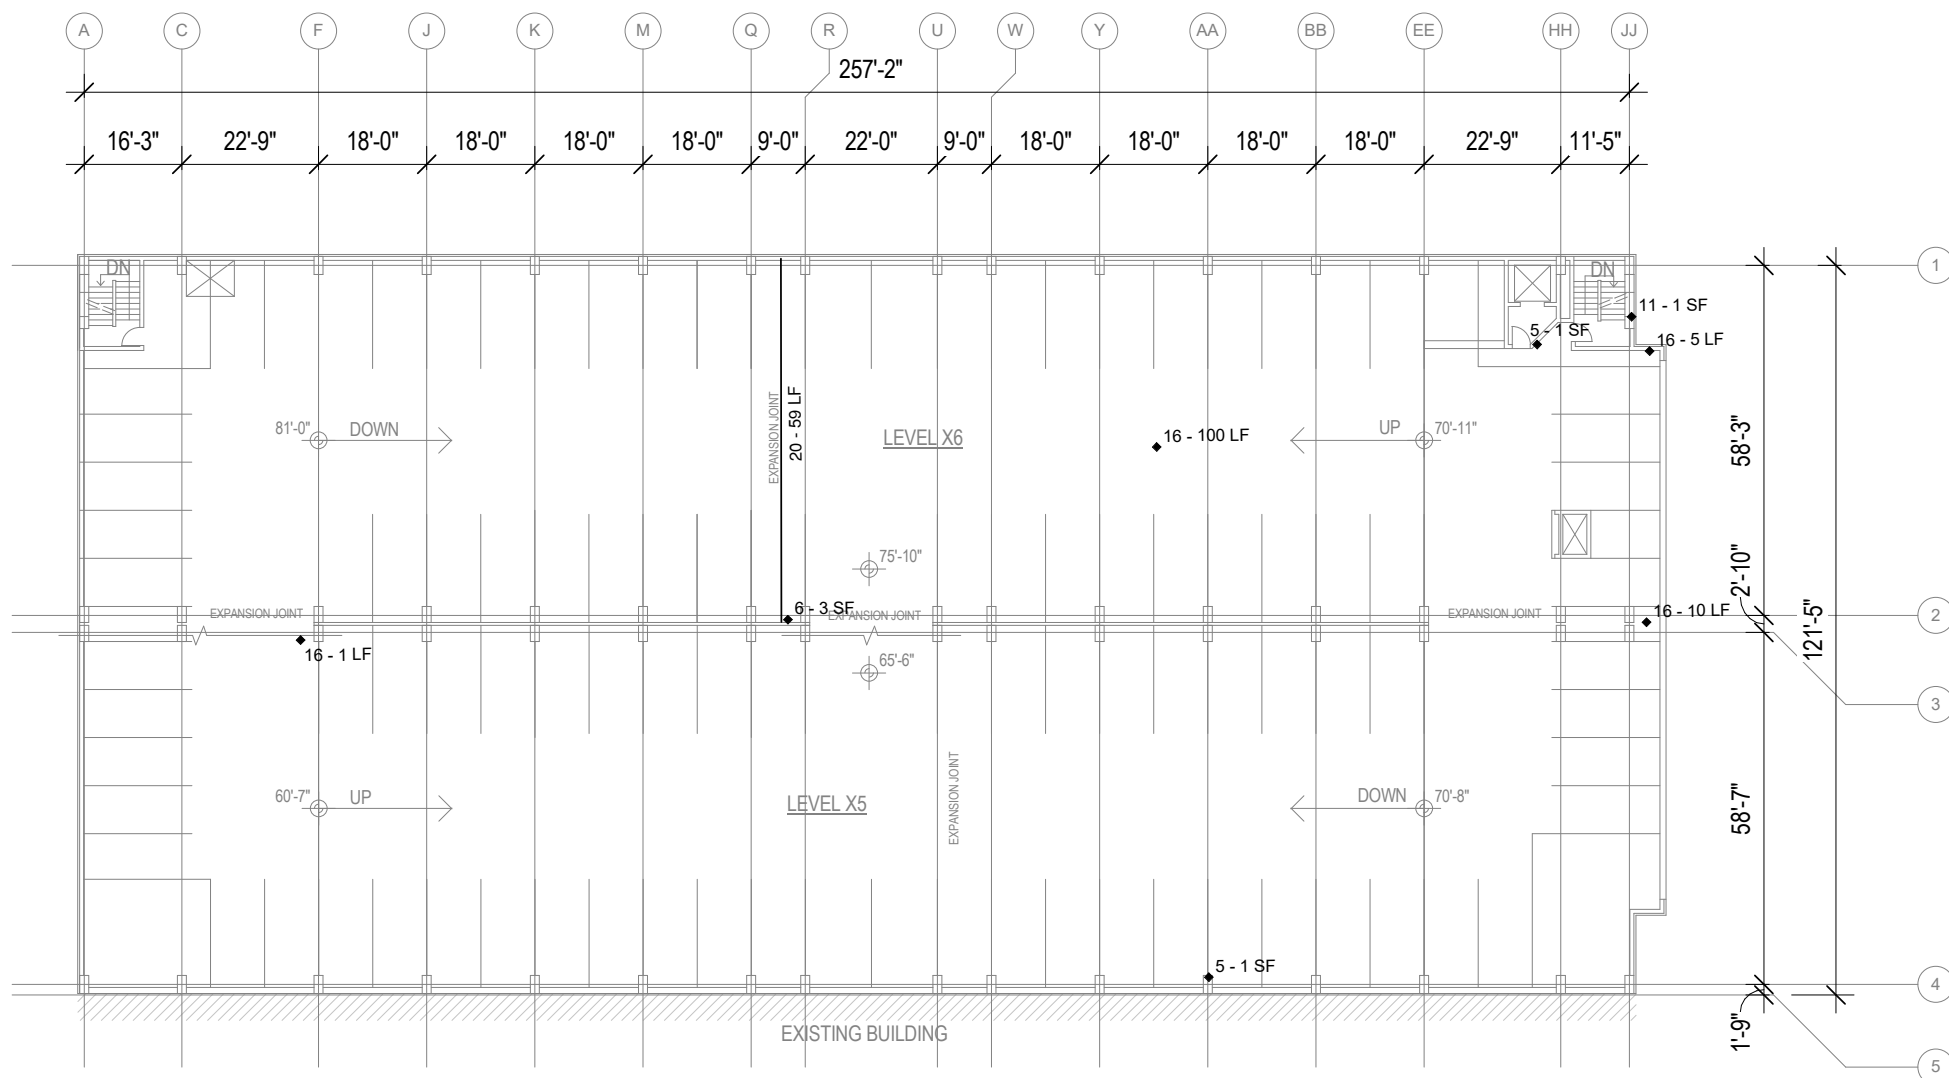 A C F J K M Q R U W Y AA BB EE HH JJ
257'-2"
16'-3" 22'-9" 18'-0" 18'-0" 18'-0" 18'-0" 9'-0" 22'-0" 9'-0" 18'-0" 18'-0" 18'-0" 18'-0" 22'-9" 11'-5"
1
DN
DN
11 - 1 SF
5 - 1 SF
16 - 5 LF
EXPANSION JOINT
20 - 59 LF
81'-0"
DOWN
LEVEL X6
16 - 100 LF
UP
70'-11"
58'-3"
75'-10"
2'-10"
EXPANSION JOINT
6 - 3 SF
EXPANSION JOINT
EXPANSION JOINT
16 - 10 LF
2
121'-5"
16 - 1 LF
65'-6"
3
60'-7"
UP
LEVEL X5
EXPANSION JOINT
DOWN
70'-8"
58'-7"
5 - 1 SF
4
1'-9"
EXISTING BUILDING
5